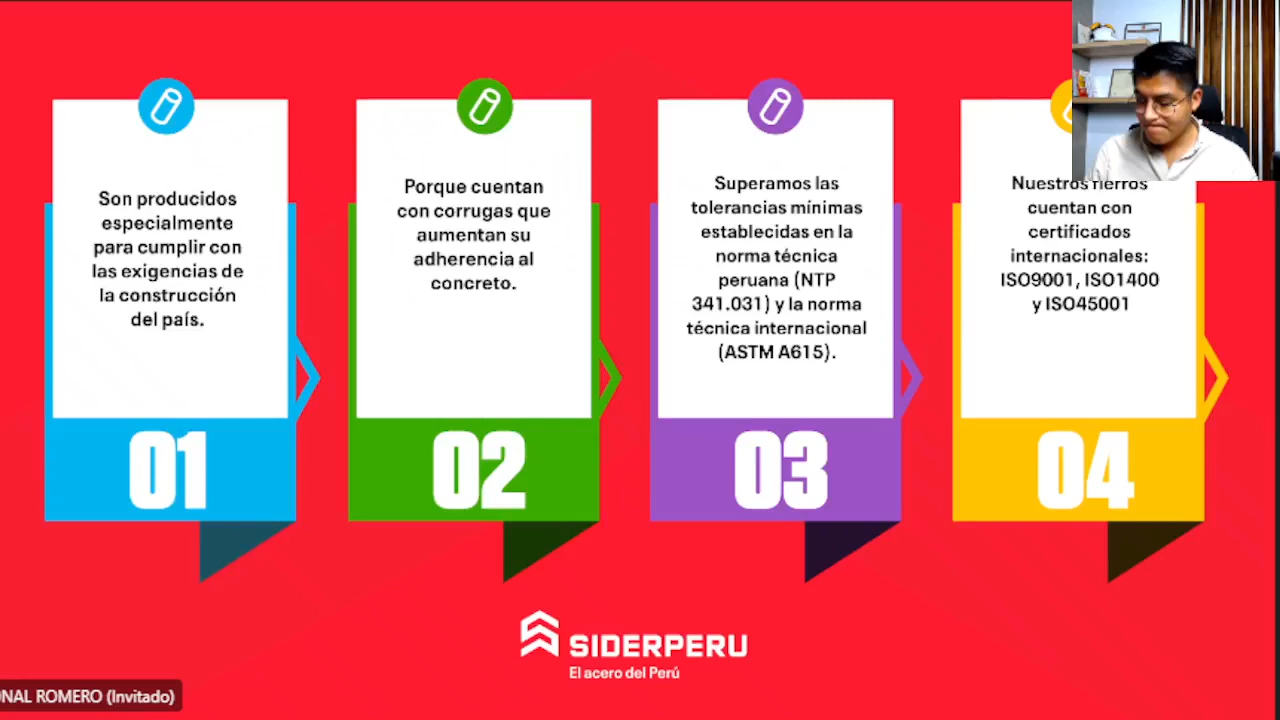 Son producidos
especialmente
para cumplir con
las exigencias de
la construcción
del país.
01
Porque cuentan
con corrugas que
aumentan su
adherencia al
concreto.
02
Superamos las
tolerancias mínimas
establecidas en la
norma técnica
peruana (NTP
341.031) y la norma
técnica internacional
(ASTM A615).
03
Nuestros fierros
cuentan con
certificados
internacionales:
ISO9001, ISO1400
y ISO45001
04
SIDERPERU
El acero del Perú
ONAL ROMERO (Invitado)